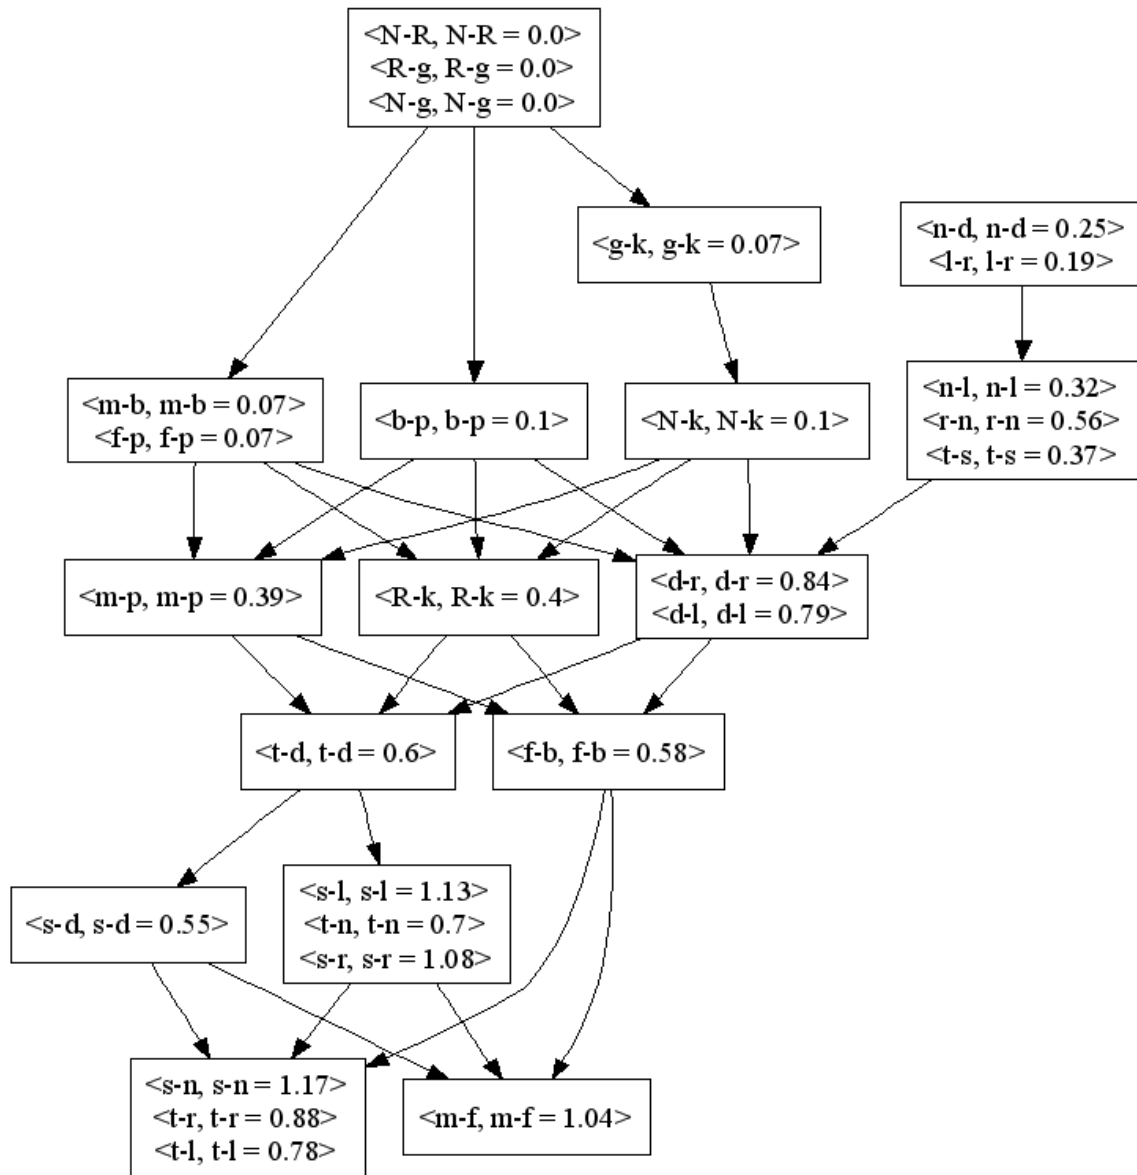 <N-R, N-R = 0.0>
<R-g, R-g = 0.0>
<N-g, N-g = 0.0>
<g-k, g-k = 0.07>
<n-d, n-d = 0.25>
<l-r, l-r = 0.19>
<m-b, m-b = 0.07>
<f-p, f-p = 0.07>
<b-p, b-p = 0.1>
<N-k, N-k = 0.1>
<n-l, n-l = 0.32>
<r-n, r-n = 0.56>
<t-s, t-s = 0.37>
<m-p, m-p = 0.39>
<R-k, R-k = 0.4>
<d-r, d-r = 0.84>
<d-l, d-l = 0.79>
<t-d, t-d = 0.6>
<f-b, f-b = 0.58>
<s-d, s-d = 0.55>
<s-l, s-l = 1.13>
<t-n, t-n = 0.7>
<s-r, s-r = 1.08>
<s-n, s-n = 1.17>
<t-r, t-r = 0.88>
<t-l, t-l = 0.78>
<m-f, m-f = 1.04>